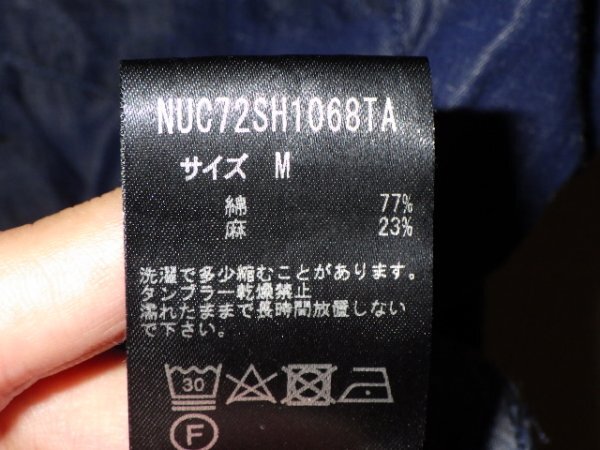 NUC72SH1068TA
サイズ M
綿 77%
麻 23%
洗濯で多少縮むことがあります。
タンブラー乾燥禁止
濡れたままで長時間放置しない
で下さい。
30
F